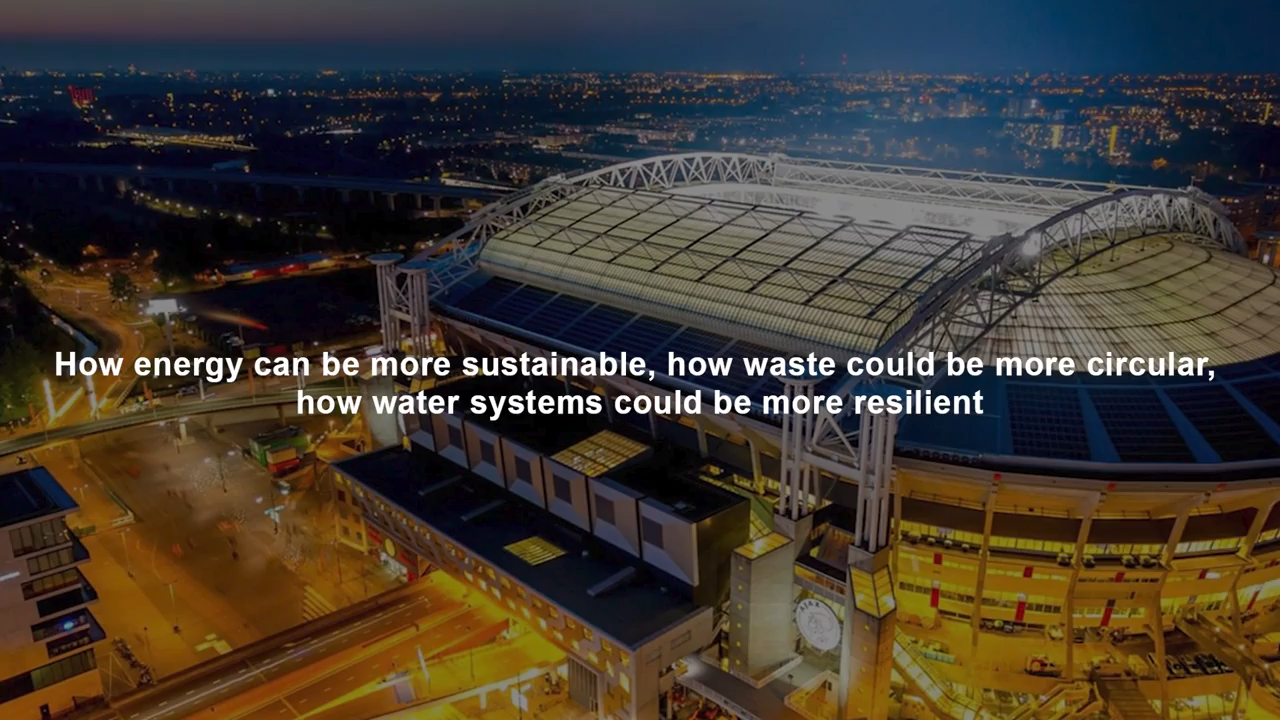 How energy can be more sustainable, how waste could be more circular,
how water systems could be more resilient
AJAX